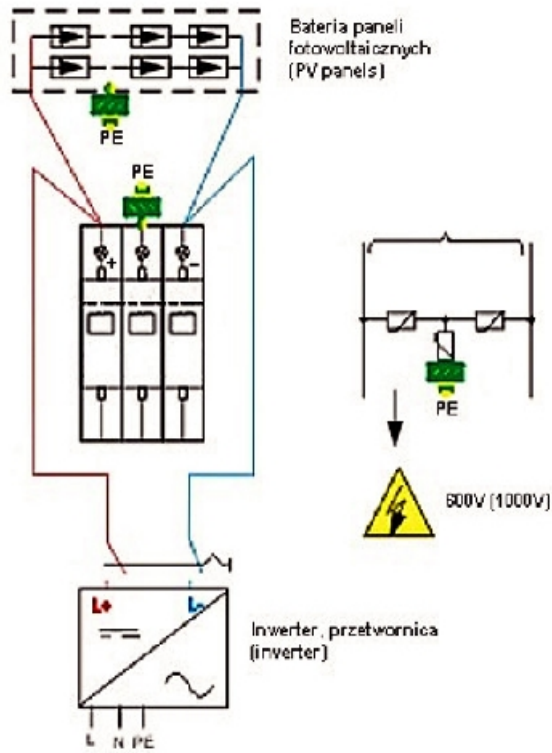 Bateria paneli
fotowoltaicznych
(PV panels)
PE
PE
+
-
PE
600V (1000V)
L+
L-
Inwerter, przetwornica
(inverter)
L N PE